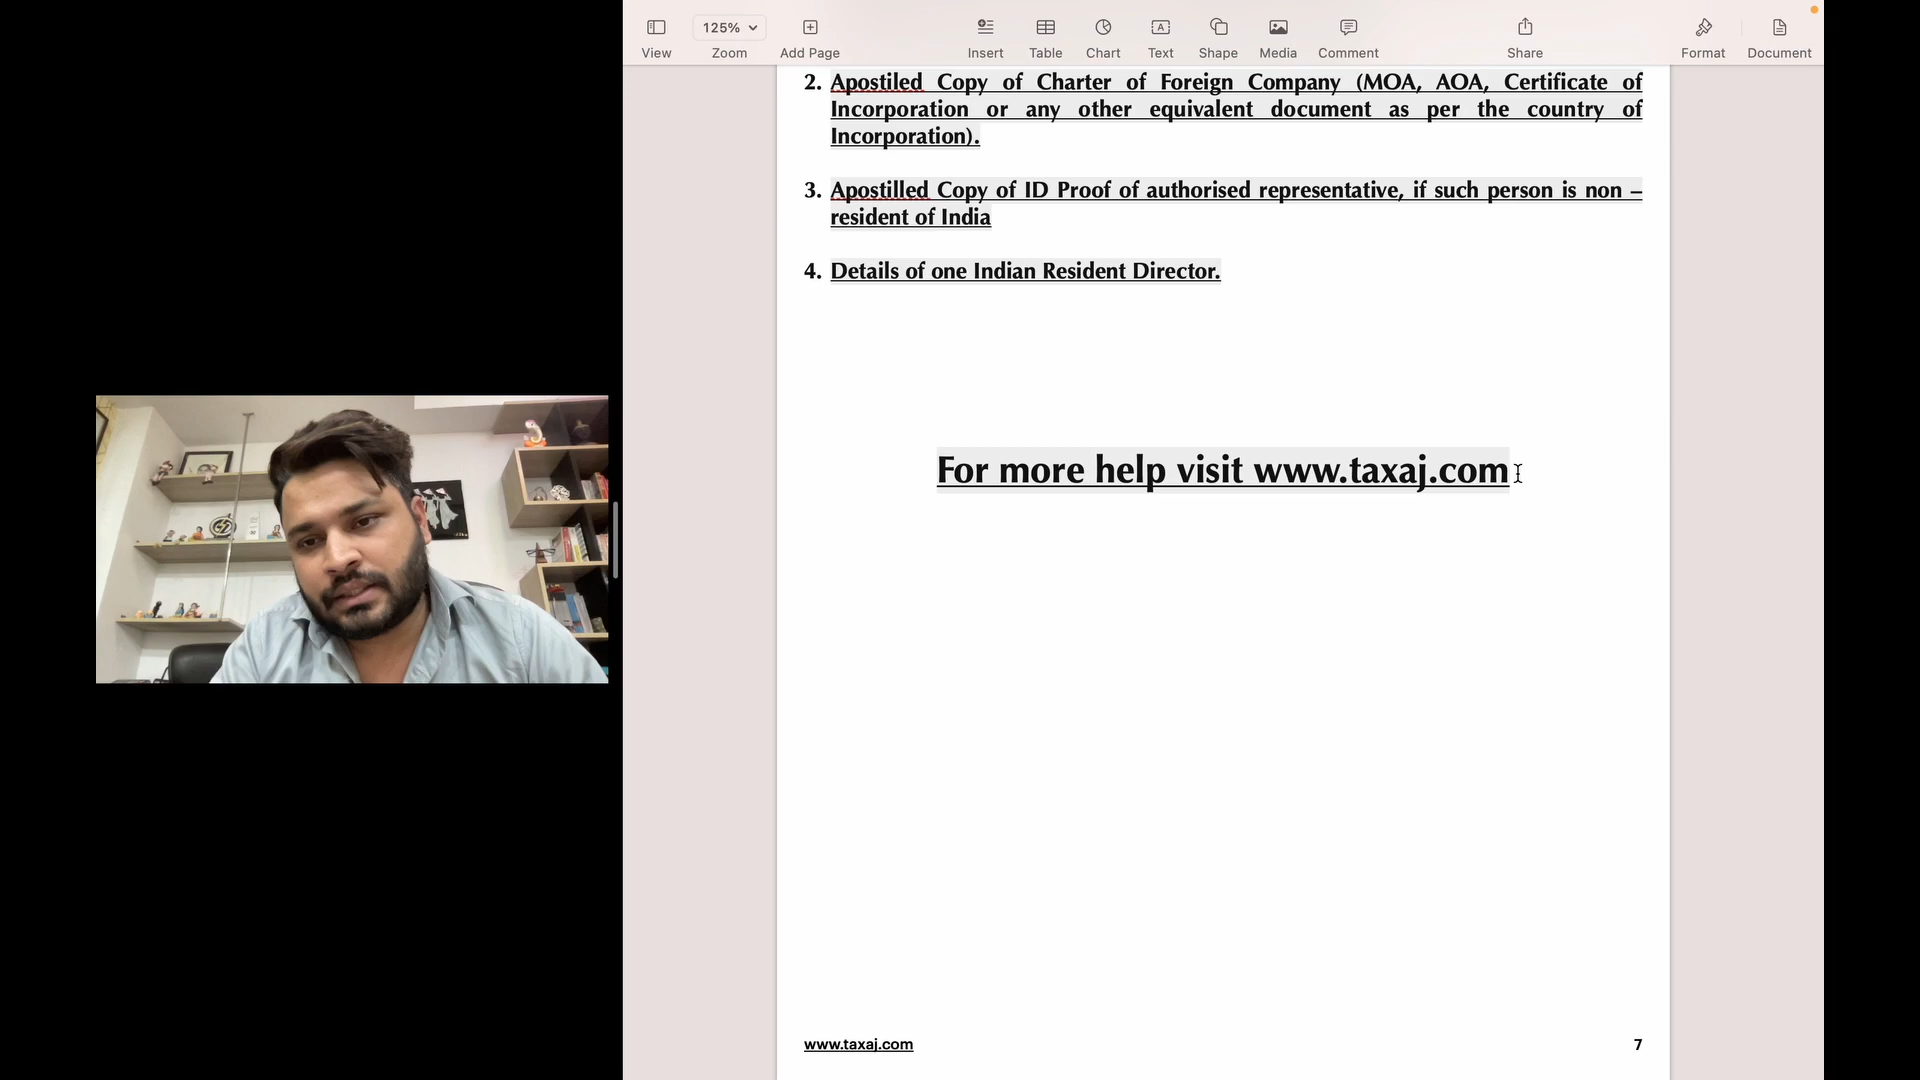 125%
View
Zoom
Add Page
Insert
Table
Chart
Text
Shape
Media
Comment
Share
Format
Document
2. Apostiled Copy of Charter of Foreign Company (MOA, AOA, Certificate of
Incorporation or any other equivalent document as per the country of
Incorporation).
3. Apostilled Copy of ID Proof of authorised representative, if such person is non –
resident of India
4. Details of one Indian Resident Director.
For more help visit www.taxaj.com
www.taxaj.com
7